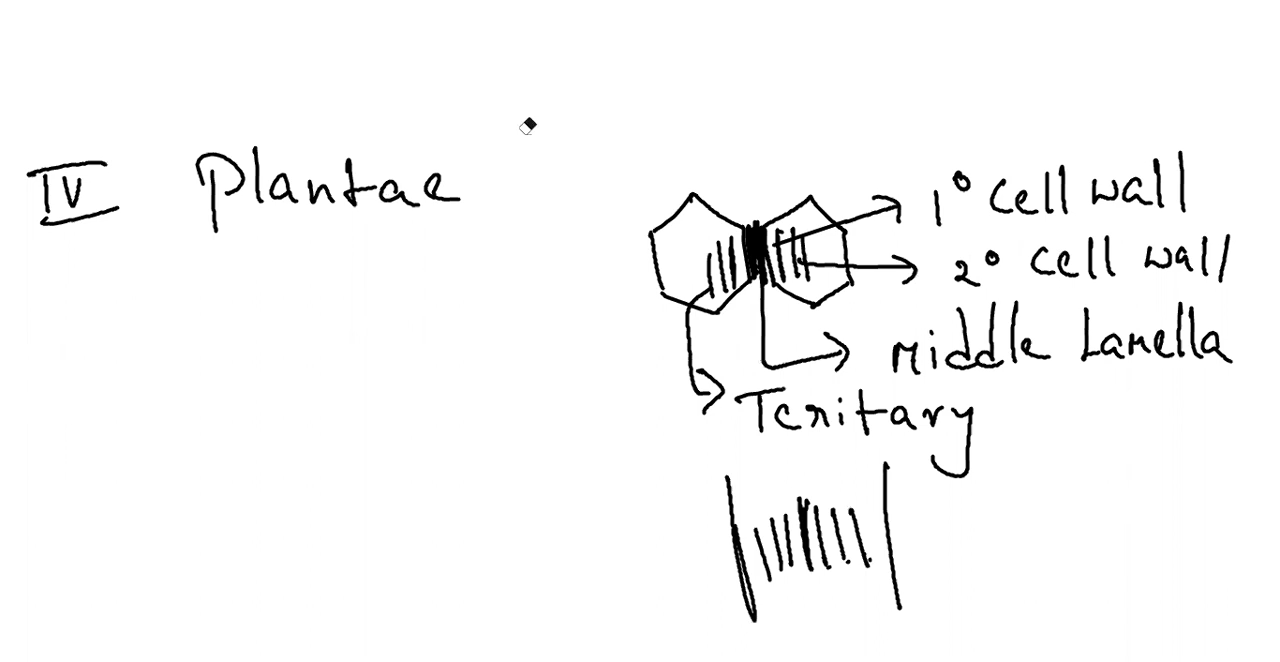 IV Plantae
1° cell wall
2° cell wall
Middle Lamella
Teritary